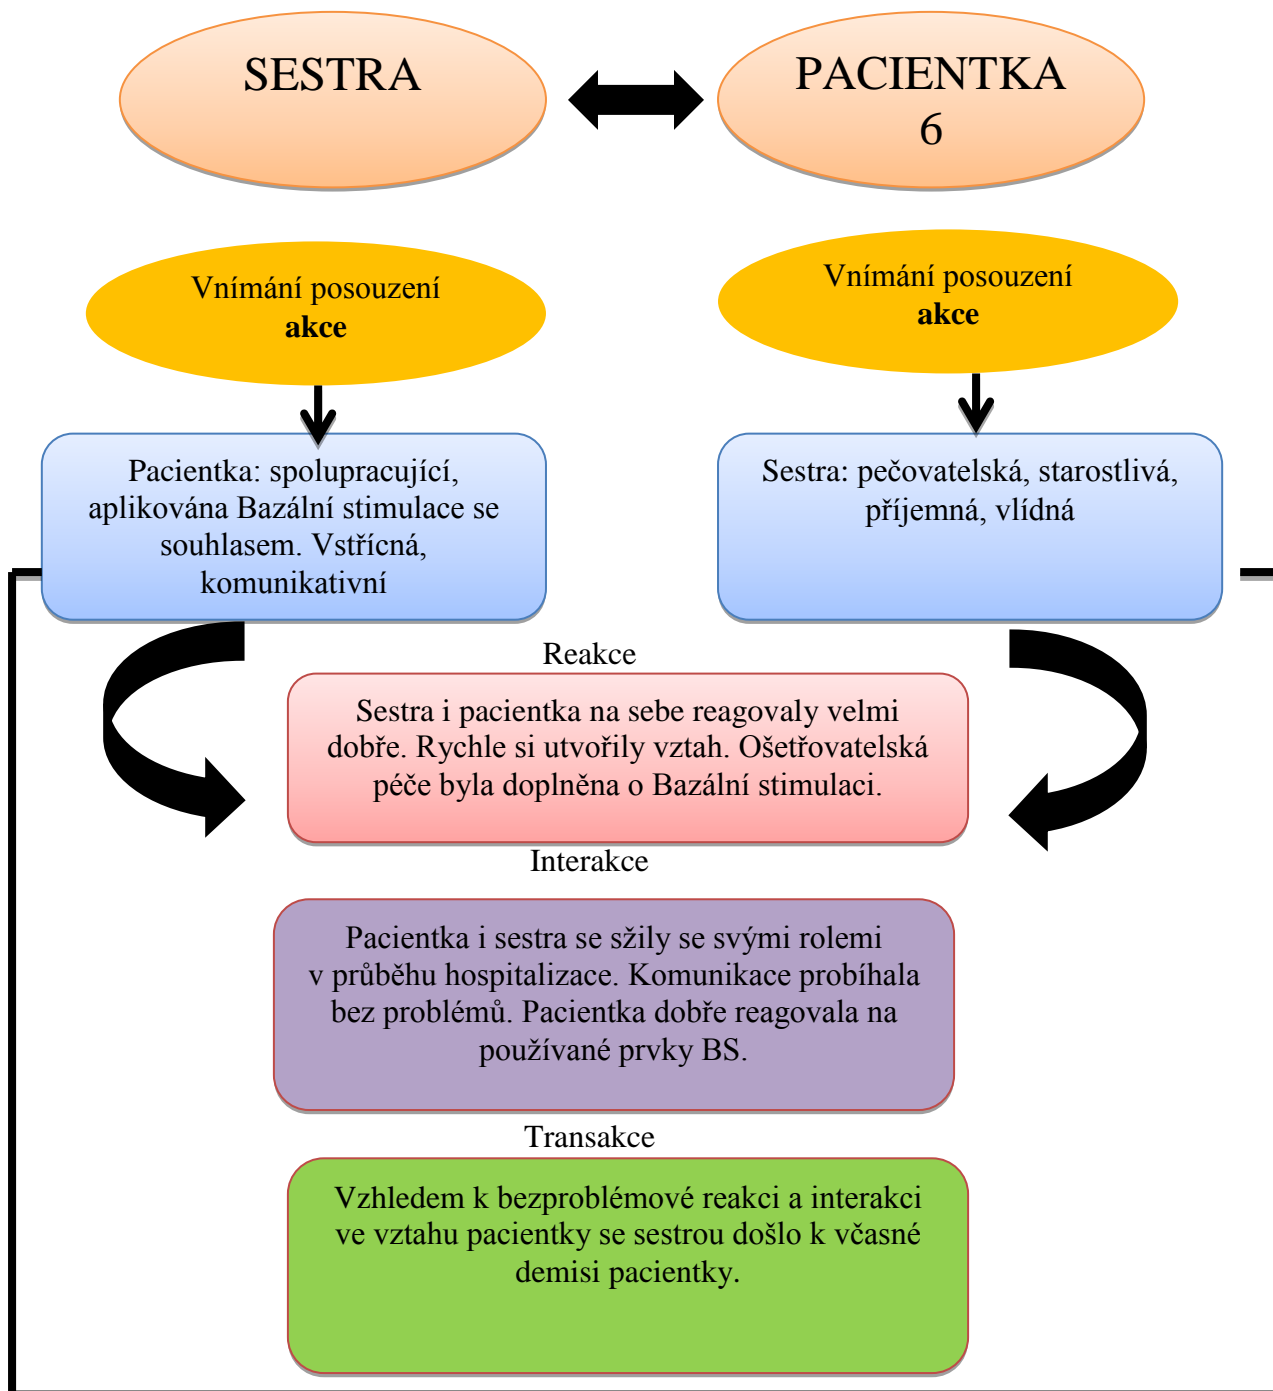 SESTRA
PACIENTKA
6
Vnímání posouzení
akce
Vnímání posouzení
akce
Pacientka: spolupracující,
aplikována Bazální stimulace se
souhlasem. Vstřícná,
komunikativní
Sestra: pečovatelská, starostlivá,
příjemná, vlídná
Reakce
Sestra i pacientka na sebe reagovaly velmi
dobře. Rychle si utvořily vztah. Ošetřovatelská
péče byla doplněna o Bazální stimulaci.
Interakce
Pacientka i sestra se sžily se svými rolemi
v průběhu hospitalizace. Komunikace probíhala
bez problémů. Pacientka dobře reagovala na
používané prvky BS.
Transakce
Vzhledem k bezproblémové reakci a interakci
ve vztahu pacientky se sestrou došlo k včasné
demisi pacientky.